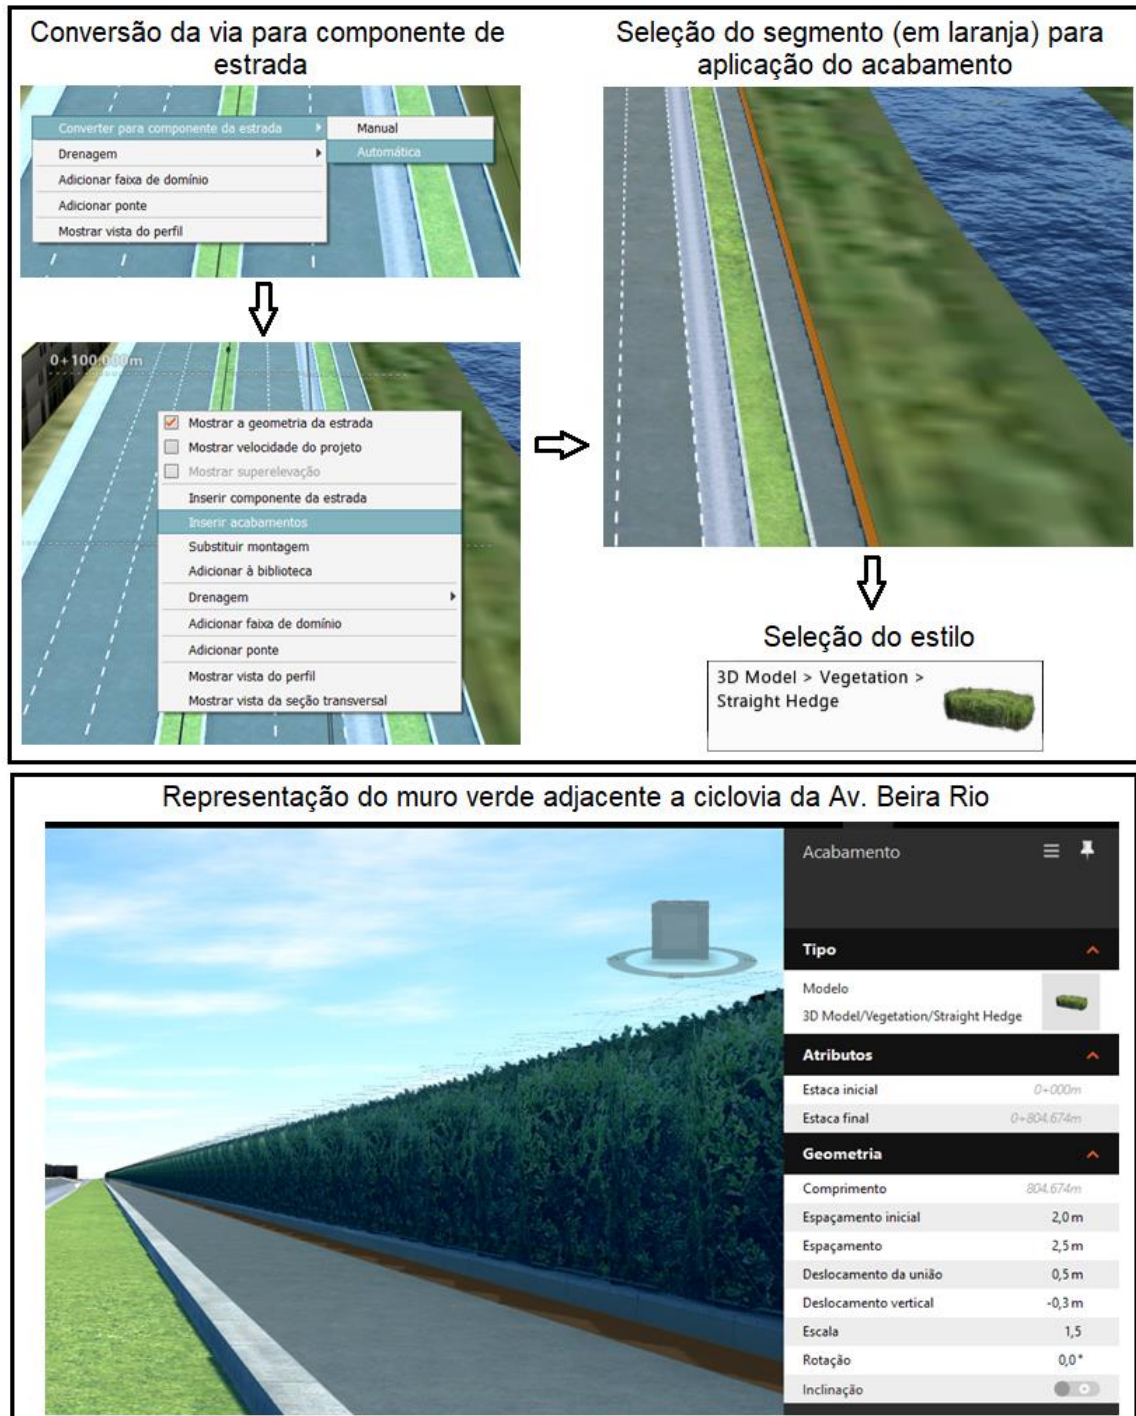 Conversão da via para componente de
estrada
Converter para componente da estrada
Manual
Automática
Drenagem
Adicionar faixa de domínio
Adicionar ponte
Mostrar vista do perfil
0+100,000m
Mostrar a geometria da estrada
Mostrar velocidade do projeto
Mostrar superelevação
Inserir componente da estrada
Inserir acabamentos
Substituir montagem
Adicionar à biblioteca
Drenagem
Adicionar faixa de domínio
Adicionar ponte
Mostrar vista do perfil
Mostrar vista da seção transversal
Seleção do segmento (em laranja) para
aplicação do acabamento
Seleção do estilo
3D Model > Vegetation >
Straight Hedge
Representação do muro verde adjacente a ciclovia da Av. Beira Rio
Acabamento
Tipo
Modelo
3D Model/Vegetation/Straight Hedge
Atributos
Estaca inicial 0+000m
Estaca final 0+804.674m
Geometria
Comprimento 804.674m
Espaçamento inicial 2,0 m
Espaçamento 2,5 m
Deslocamento da união 0,5 m
Deslocamento vertical -0,3 m
Escala 1,5
Rotação 0,0°
Inclinação